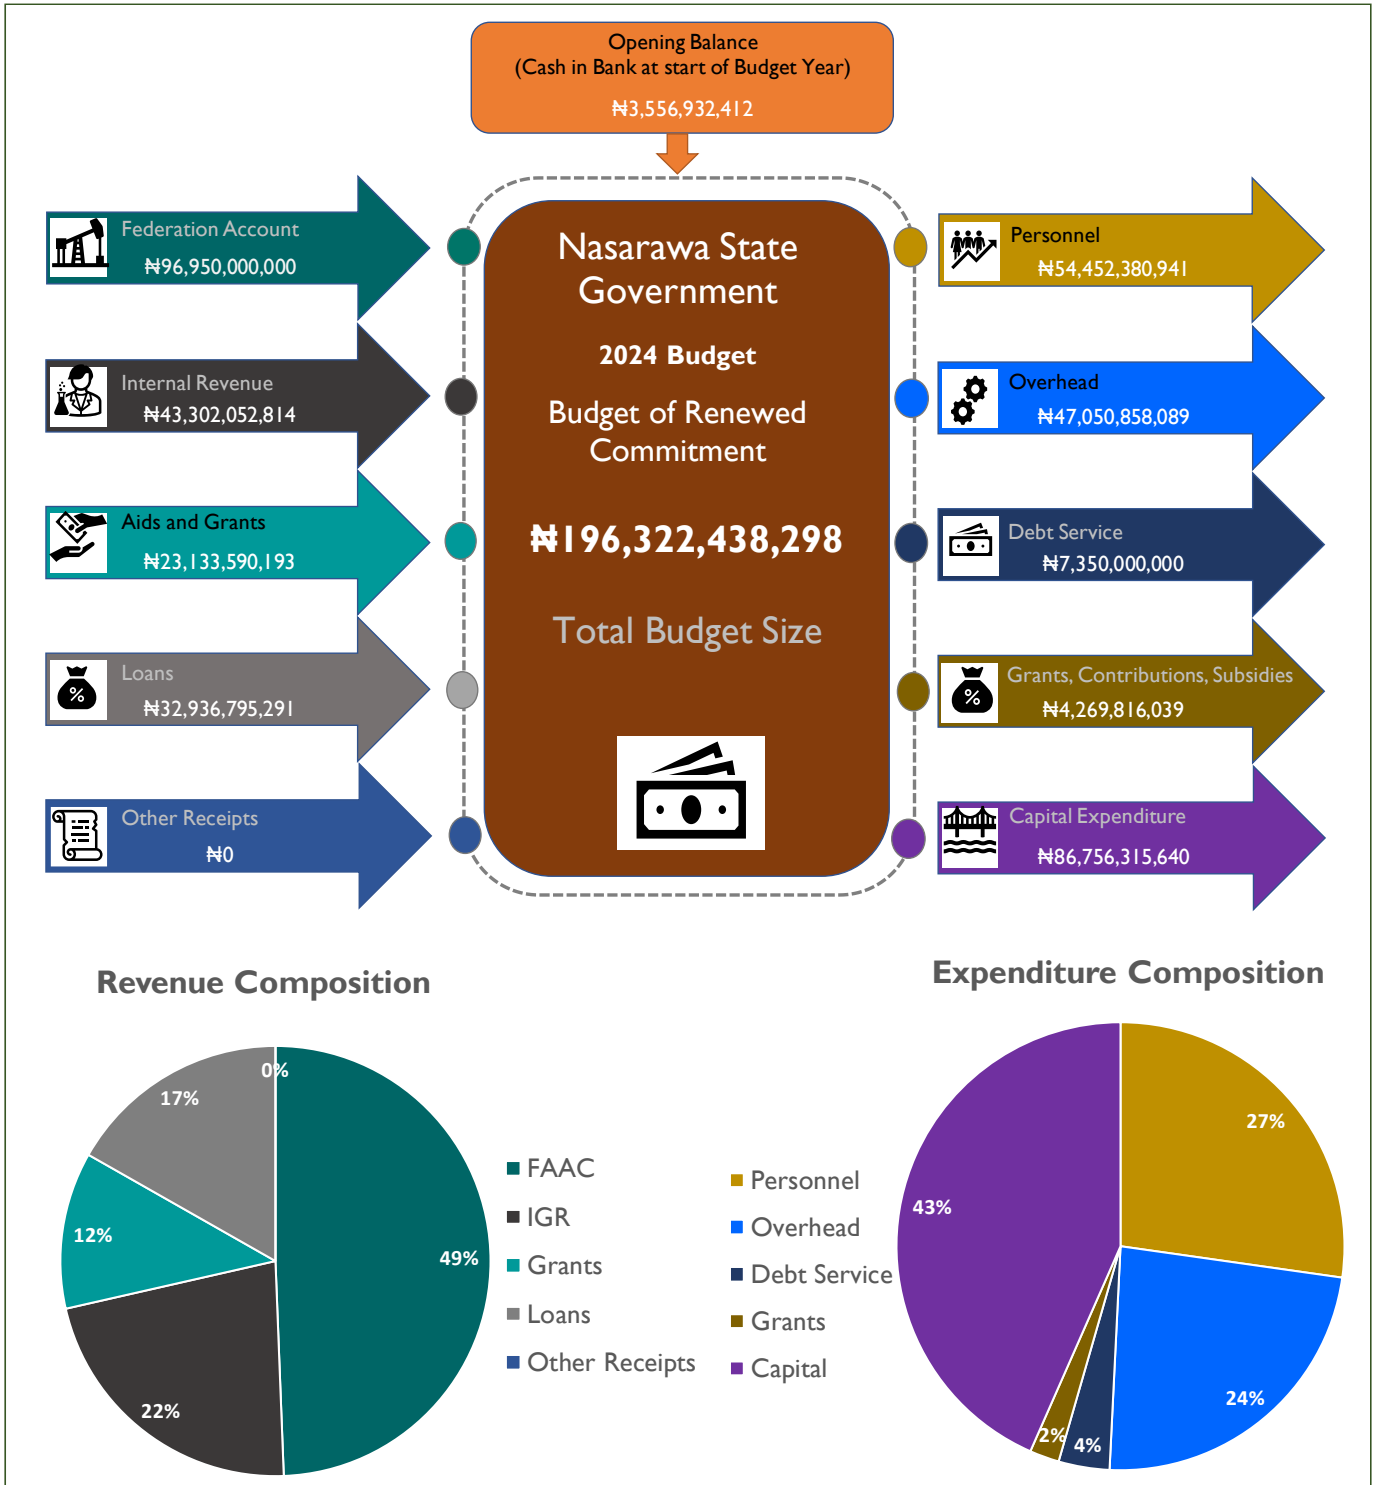 Opening Balance
(Cash in Bank at start of Budget Year)
₦3,556,932,412
Federation Account
₦96,950,000,000
Internal Revenue
₦43,302,052,814
Aids and Grants
₦23,133,590,193
Loans
₦32,936,795,291
Other Receipts
₦0
Nasarawa State
Government
2024 Budget
Budget of Renewed
Commitment
₦196,322,438,298
Total Budget Size
Personnel
₦54,452,380,941
Overhead
₦47,050,858,089
Debt Service
₦7,350,000,000
Grants, Contributions, Subsidies
₦4,269,816,039
Capital Expenditure
₦86,756,315,640
%
%
Revenue Composition
0%
17%
12%
49%
22%
FAAC
IGR
Grants
Loans
Other Receipts
Expenditure Composition
Personnel
Overhead
Debt Service
Grants
Capital
27%
43%
24%
2%
4%